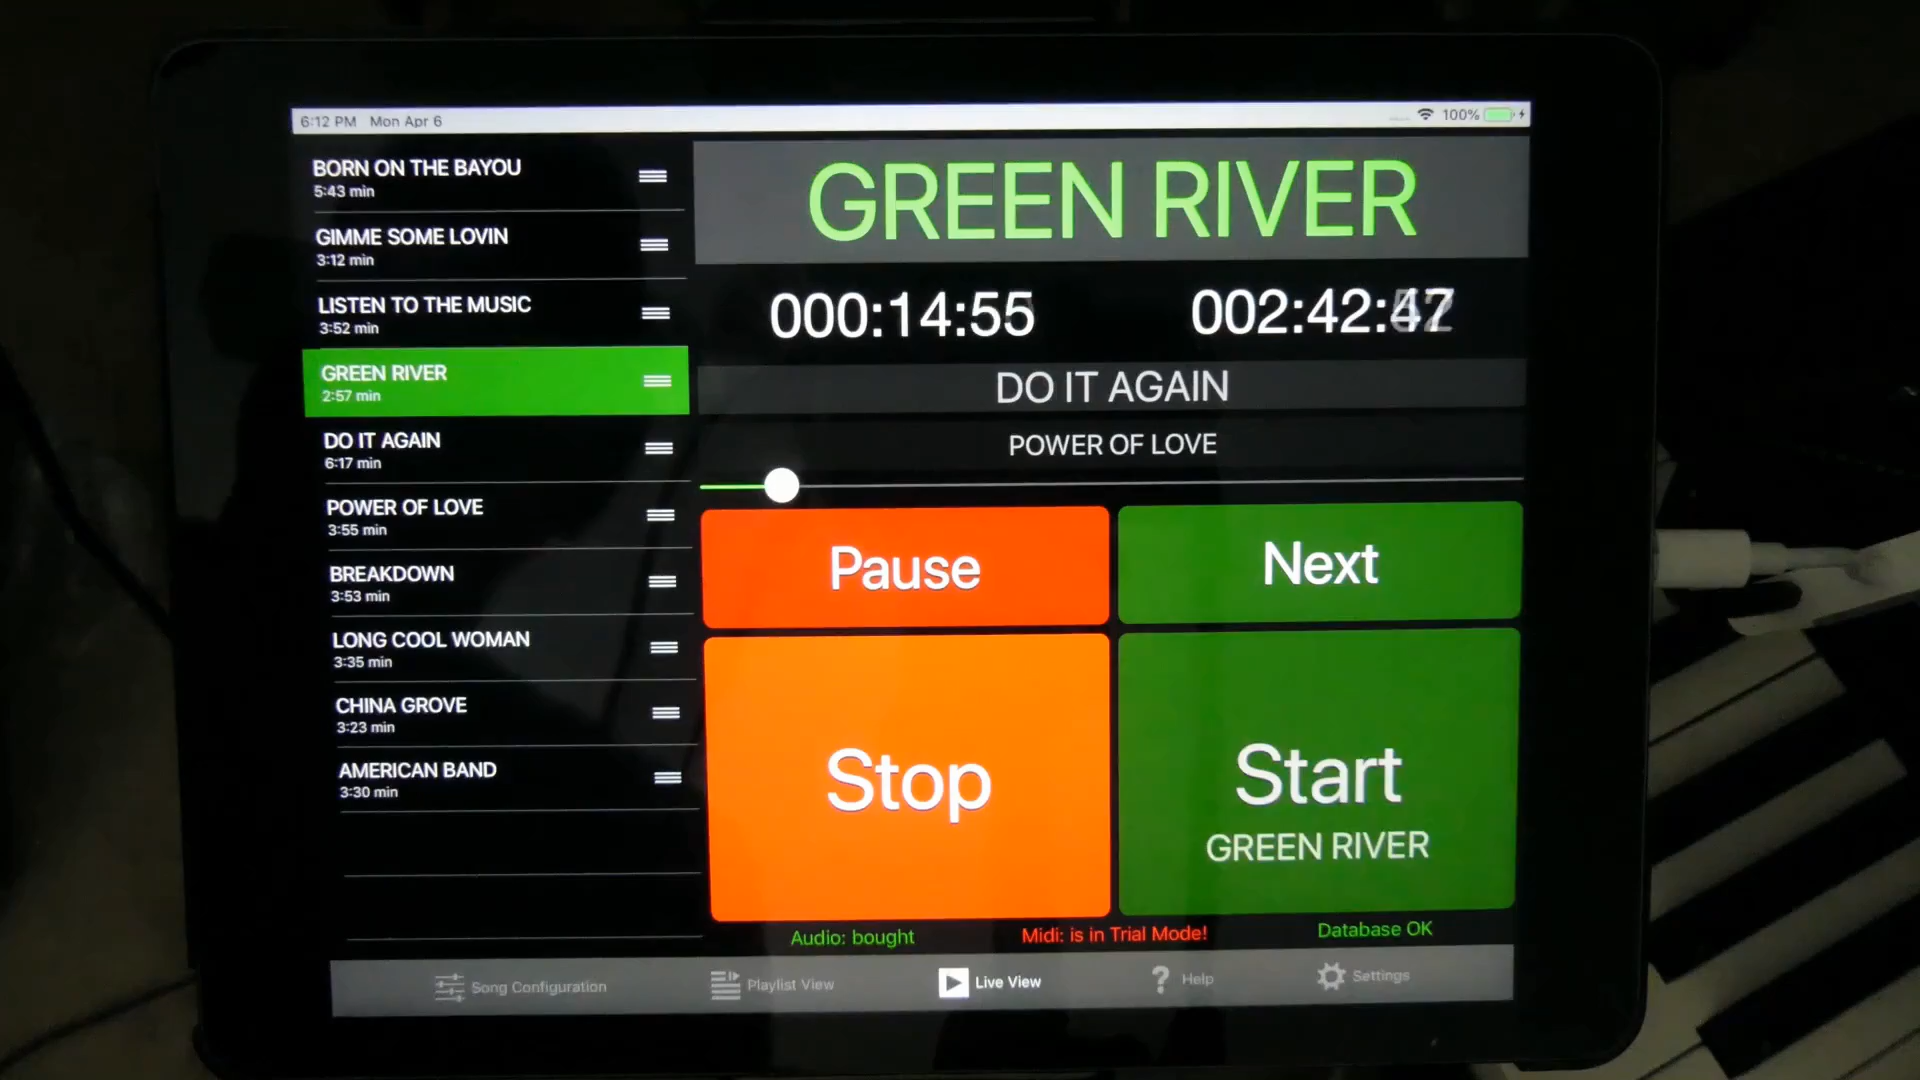 6:12 PM Mon Apr 6
100%
BORN ON THE BAYOU
5:43 min
GIMME SOME LOVIN
3:12 min
LISTEN TO THE MUSIC
3:52 min
GREEN RIVER
2:57 min
DO IT AGAIN
6:17 min
POWER OF LOVE
3:55 min
BREAKDOWN
3:53 min
LONG COOL WOMAN
3:35 min
CHINA GROVE
3:23 min
AMERICAN BAND
3:30 min
GREEN RIVER
000:14:55 002:42:47
DO IT AGAIN
POWER OF LOVE
Pause
Next
Stop
Start
GREEN RIVER
Audio: bought
Midi: is in Trial Mode!
Database OK
Song Configuration
Playlist View
Live View
? Help
Settings